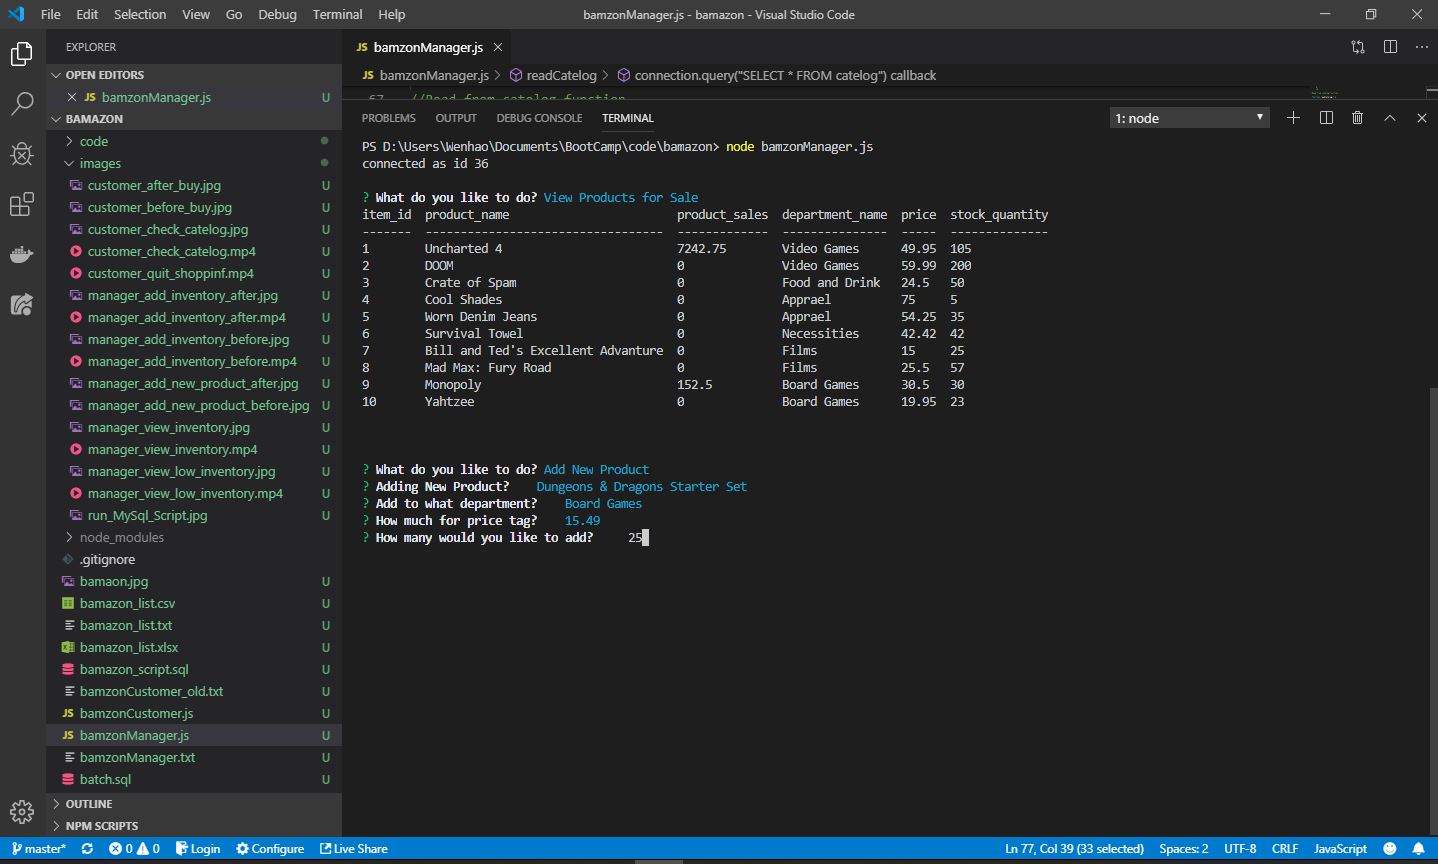 File Edit Selection View Go Debug Terminal Help bamzonManager.js - bamazon - Visual Studio Code
EXPLORER
OPEN EDITORS
JS bamzonManager.js U
BAMAZON
code
images
customer_after_buy.jpg U
customer_before_buy.jpg U
customer_check_catelog.jpg U
customer_check_catelog.mp4 U
customer_quit_shoppinf.mp4 U
manager_add_inventory_after.jpg U
manager_add_inventory_after.mp4 U
manager_add_inventory_before.jpg U
manager_add_inventory_before.mp4 U
manager_add_new_product_after.jpg U
manager_add_new_product_before.jpg U
manager_view_inventory.jpg U
manager_view_inventory.mp4 U
manager_view_low_inventory.jpg U
manager_view_low_inventory.mp4 U
run_MySql_Script.jpg U
node_modules
.gitignore
bamaon.jpg U
bamazon_list.csv U
bamazon_list.txt U
bamazon_list.xlsx U
bamazon_script.sql U
bamzonCustomer_old.txt U
JS bamzonCustomer.js U
JS bamzonManager.js U
bamzonManager.txt U
batch.sql U
OUTLINE
NPM SCRIPTS
JS bamzonManager.js
JS bamzonManager.js > readCatelog > connection.query("SELECT * FROM catelog") callback
67 //Read from catelog function
PROBLEMS OUTPUT DEBUG CONSOLE TERMINAL 1: node
PS D:\Users\Wenhao\Documents\BootCamp\code\bamazon> node bamzonManager.js
connected as id 36
? What do you like to do? View Products for Sale
item_id product_name product_sales department_name price stock_quantity
------- ---------------------------------- ------------- --------------- ----- --------------
1 Uncharted 4 7242.75 Video Games 49.95 105
2 DOOM 0 Video Games 59.99 200
3 Crate of Spam 0 Food and Drink 24.5 50
4 Cool Shades 0 Apprael 75 5
5 Worn Denim Jeans 0 Apprael 54.25 35
6 Survival Towel 0 Necessities 42.42 42
7 Bill and Ted's Excellent Advanture 0 Films 15 25
8 Mad Max: Fury Road 0 Films 25.5 57
9 Monopoly 152.5 Board Games 30.5 30
10 Yahtzee 0 Board Games 19.95 23
? What do you like to do? Add New Product
? Adding New Product? Dungeons & Dragons Starter Set
? Add to what department? Board Games
? How much for price tag? 15.49
? How many would you like to add? 25
master* 0 0 Login Configure Live Share Ln 77, Col 39 (33 selected) Spaces: 2 UTF-8 CRLF JavaScript